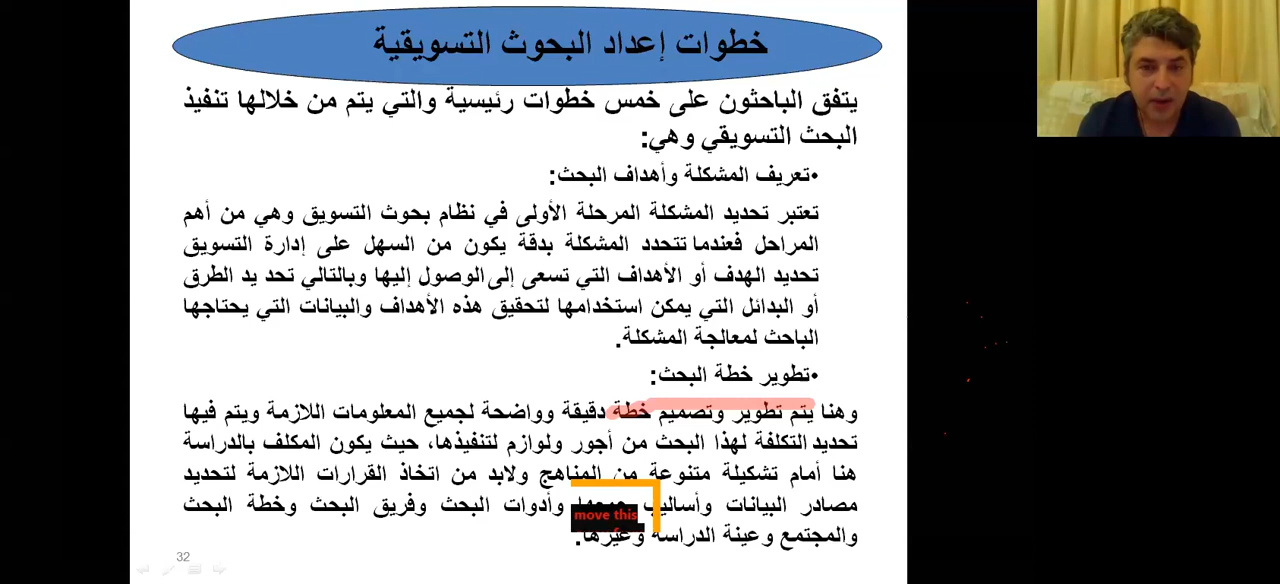 خطوات إعداد البحوث التسويقية
يتفق الباحثون على خمس خطوات رئيسية والتي يتم من خلالها تنفيذ
البحث التسويقي وهي:
•تعريف المشكلة وأهداف البحث:
تعتبر تحديد المشكلة المرحلة الأولى في نظام بحوث التسويق وهي من أهم
المراحل فعندما تتحدد المشكلة بدقة يكون من السهل على إدارة التسويق
تحديد الهدف أو الأهداف التي تسعى إلى الوصول إليها وبالتالي تحد يد الطرق
أو البدائل التي يمكن استخدامها لتحقيق هذه الأهداف والبيانات التي يحتاجها
الباحث لمعالجة المشكلة.
•تطوير خطة البحث:
وهنا يتم تطوير وتصميم خطة دقيقة وواضحة لجميع المعلومات اللازمة ويتم فيها
تحديد التكلفة لهذا البحث من أجور ولوازم لتنفيذها، حيث يكون المكلف بالدراسة
هنا أمام تشكيلة متنوعة من المناهج ولابد من اتخاذ القرارات اللازمة لتحديد
مصادر البيانات وأساليب وأدوات البحث وفريق البحث وخطة البحث
move this
والمجتمع وعينة الدراسة وغيرها.
32